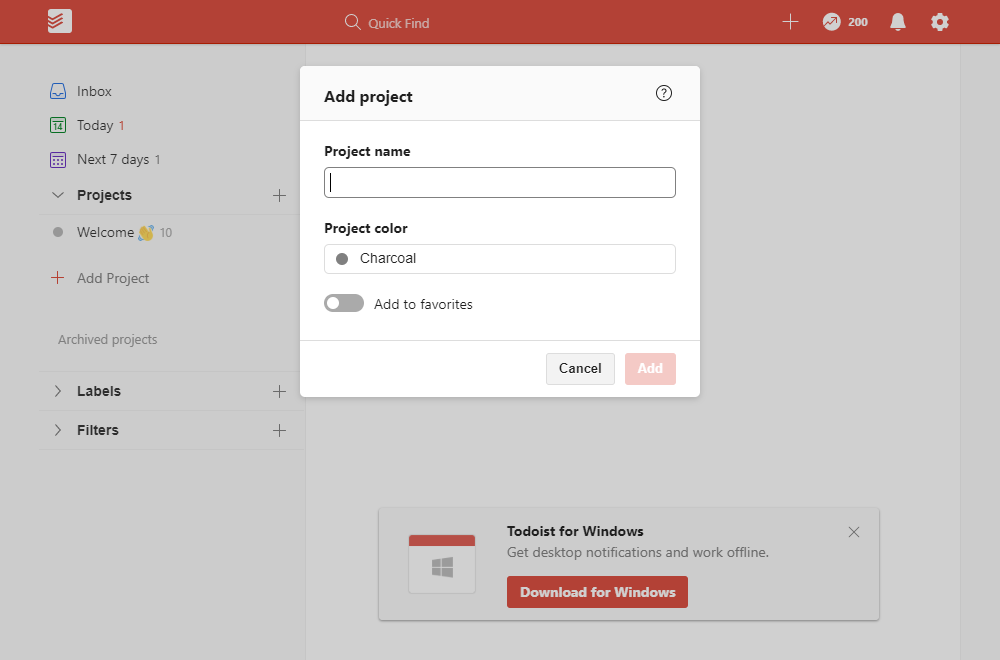 Quick Find
200
Inbox
14 Today 1
Next 7 days 1
Projects
Welcome 👋 10
Add Project
Archived projects
Labels
Filters
Add project
?
Project name
Project color
Charcoal
Add to favorites
Cancel Add
Todoist for Windows
Get desktop notifications and work offline.
Download for Windows